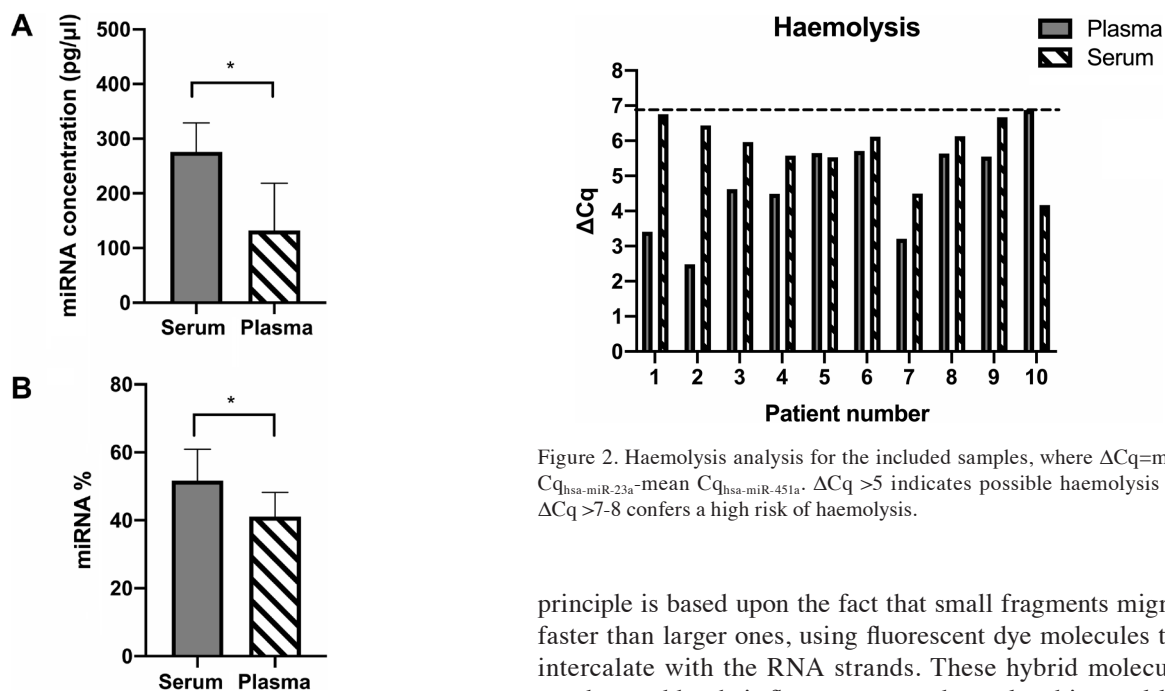 A
miRNA concentration (pg/µl)
500
400
300
200
100
0
*
Serum Plasma
B
miRNA %
80
60
40
20
0
*
Serum Plasma
Haemolysis
Plasma
Serum
ΔCq
8
7
6
5
4
3
2
1
0
1 2 3 4 5 6 7 8 9 10
Patient number
Figure 2. Haemolysis analysis for the included samples, where ΔCq=m
Cqhsa-miR-23a-mean Cqhsa-miR-451a. ΔCq >5 indicates possible haemolysis
ΔCq >7-8 confers a high risk of haemolysis.
principle is based upon the fact that small fragments migr
faster than larger ones, using fluorescent dye molecules t
intercalate with the RNA strands. These hybrid molecu